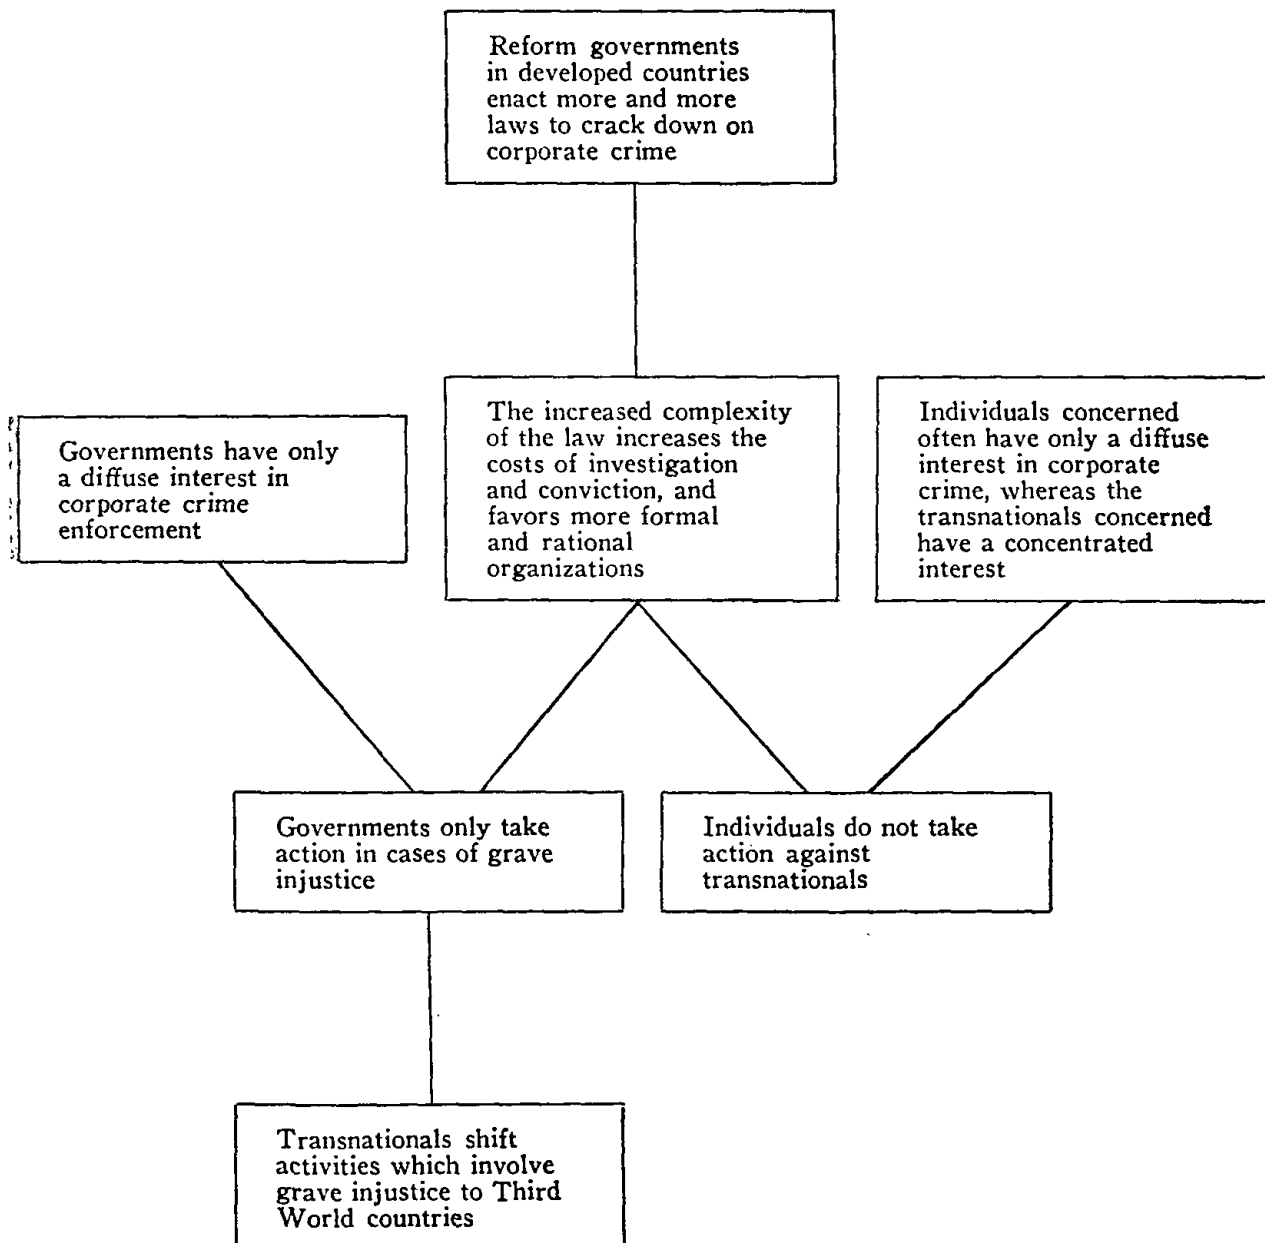 Reform governments
in developed countries
enact more and more
laws to crack down on
corporate crime
Governments have only
a diffuse interest in
corporate crime
enforcement
The increased complexity
of the law increases the
costs of investigation
and conviction, and
favors more formal
and rational
organizations
Individuals concerned
often have only a diffuse
interest in corporate
crime, whereas the
transnationals concerned
have a concentrated
interest
Governments only take
action in cases of grave
injustice
Individuals do not take
action against
transnationals
Transnationals shift
activities which involve
grave injustice to Third
World countries